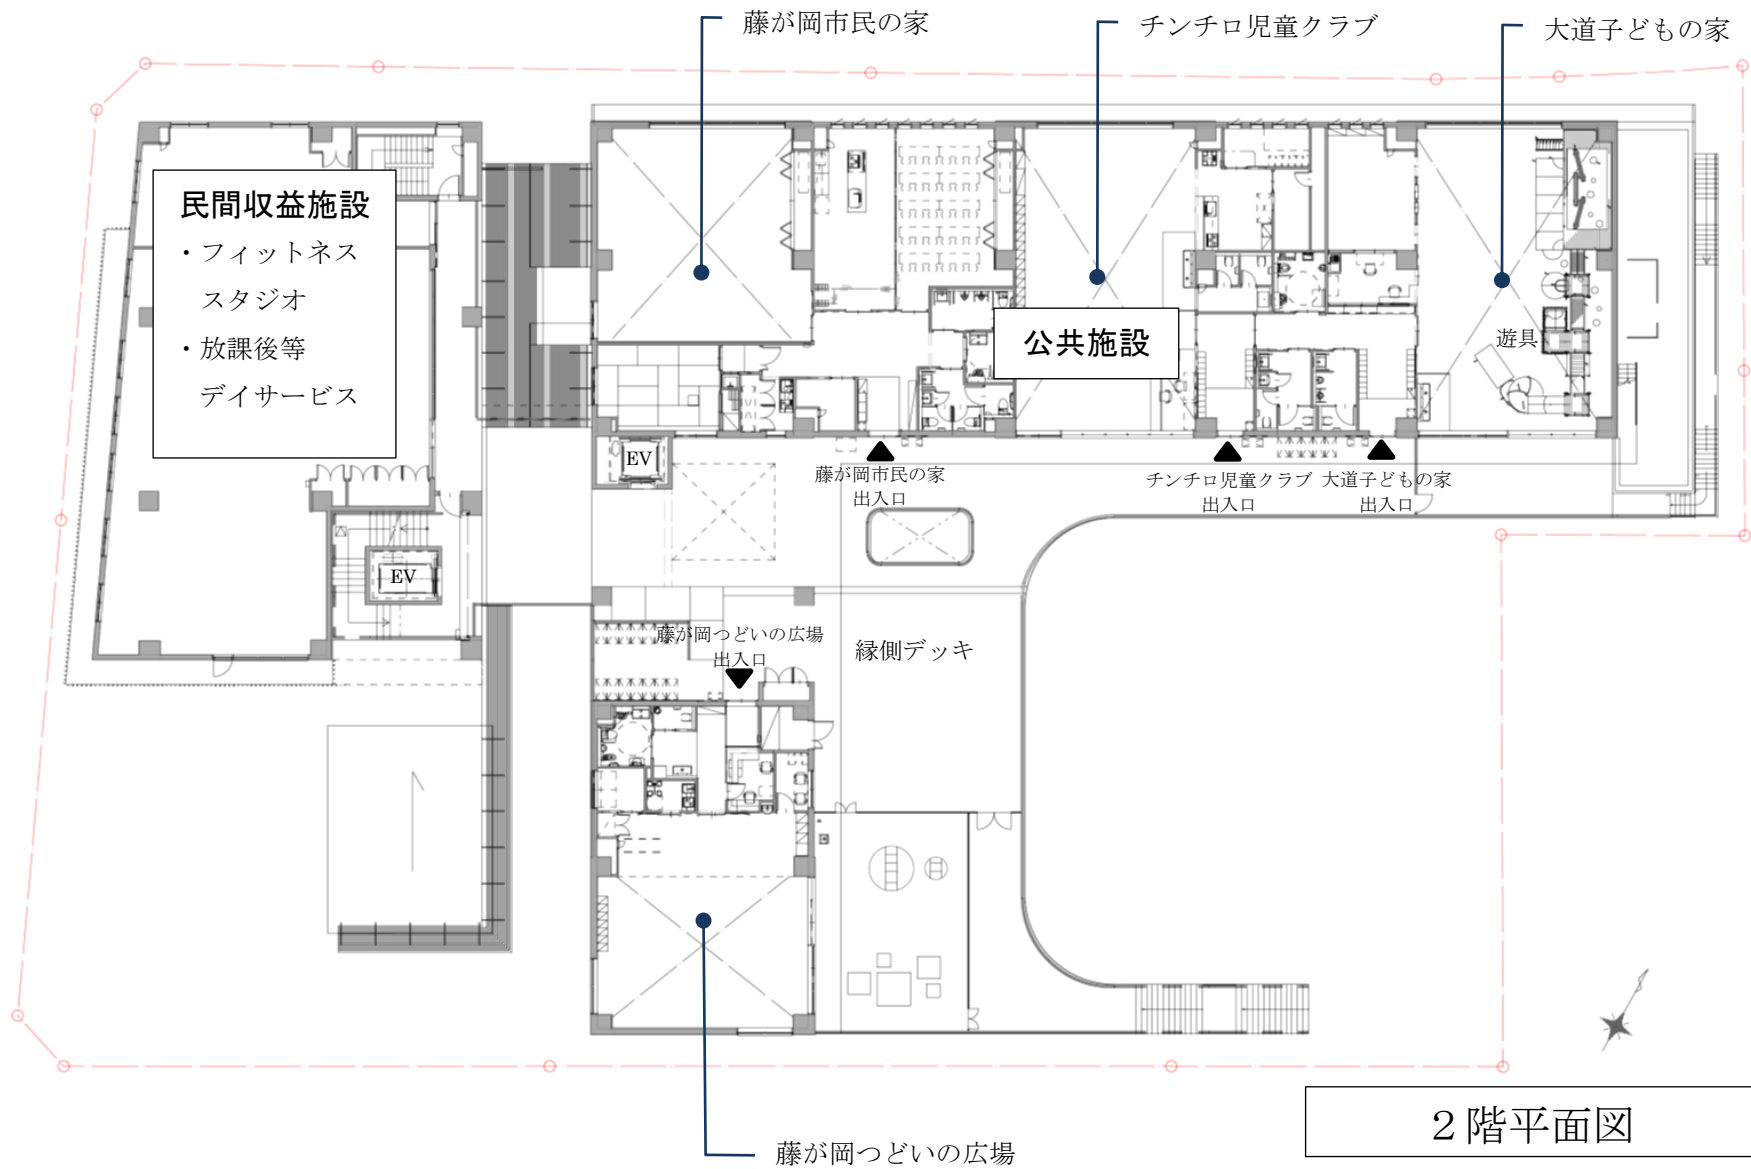 藤が岡市民の家
チンチロ児童クラブ
大道子どもの家
民間収益施設
・フィットネス
スタジオ
・放課後等
デイサービス
公共施設
遊具
EV
藤が岡市民の家
出入口
チンチロ児童クラブ
出入口
大道子どもの家
出入口
EV
藤が岡つどいの広場
出入口
縁側デッキ
藤が岡つどいの広場
２階平面図